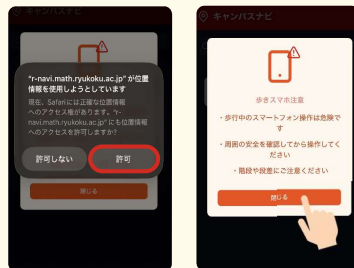 キャンパスナビ
"r-navi.math.ryukoku.ac.jp" が位置
情報を使用しようとしています
現在、Safariには正確な位置情報
へのアクセス権があります。"r-
navi.math.ryukoku.ac.jp" にも位置情報
へのアクセスを許可しますか?
許可しない
許可
閉じる
キャンパスナビ
歩きスマホ注意
・歩行中のスマートフォン操作は危険で
す
・周囲の安全を確認してから操作してく
ださい
・階段や段差にご注意ください
閉じる